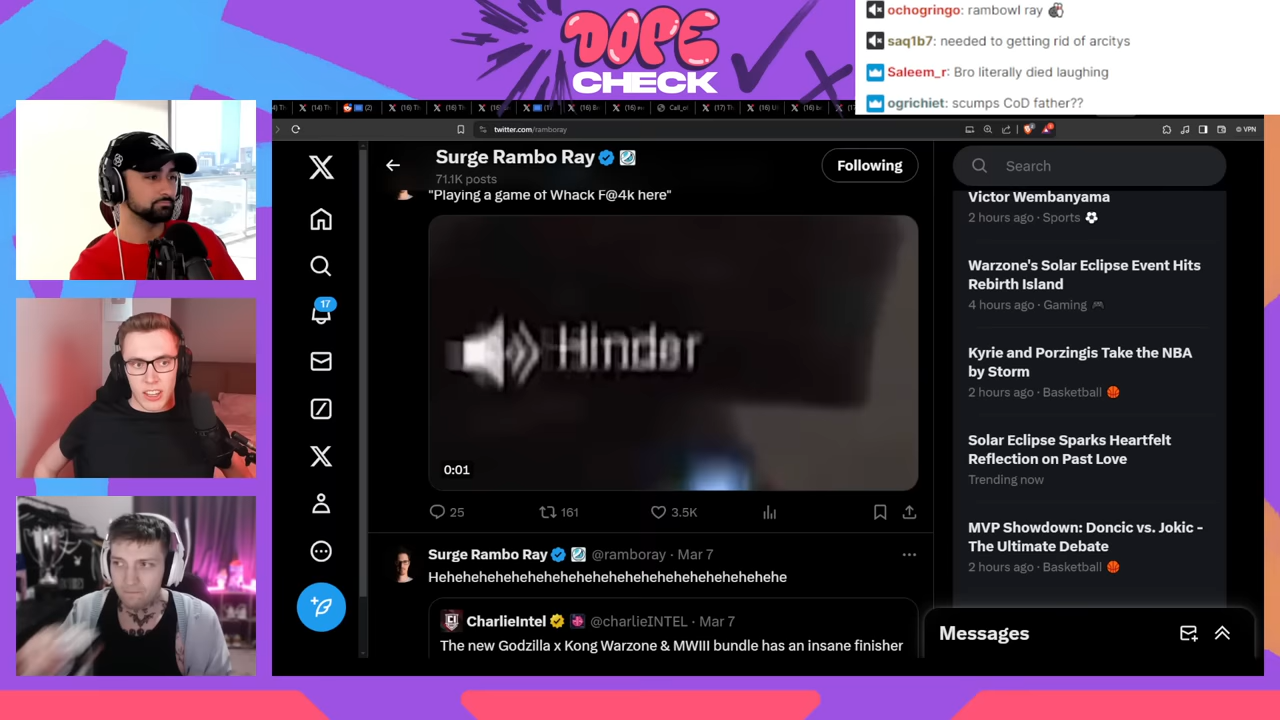 DOPE
CHECK
ochogringo: rambowl ray
saq1b7: needed to getting rid of arcitys
Saleem_r: Bro literally died laughing
ogrichiet: scumps CoD father??
twitter.com/ramboray
VPN
Surge Rambo Ray
71.1K posts
Following
Search
"Playing a game of Whack F@4k here"
Hinder
0:01
25
161
3.5K
17
Surge Rambo Ray @ramboray · Mar 7
Hehehehehehehehehehehehehehehehehehehehehehehe
CharlieIntel @charlieINTEL · Mar 7
The new Godzilla x Kong Warzone & MWIII bundle has an insane finisher
Victor Wembanyama
2 hours ago · Sports
Warzone's Solar Eclipse Event Hits
Rebirth Island
4 hours ago · Gaming
Kyrie and Porzingis Take the NBA
by Storm
2 hours ago · Basketball
Solar Eclipse Sparks Heartfelt
Reflection on Past Love
Trending now
MVP Showdown: Doncic vs. Jokic -
The Ultimate Debate
2 hours ago · Basketball
Messages